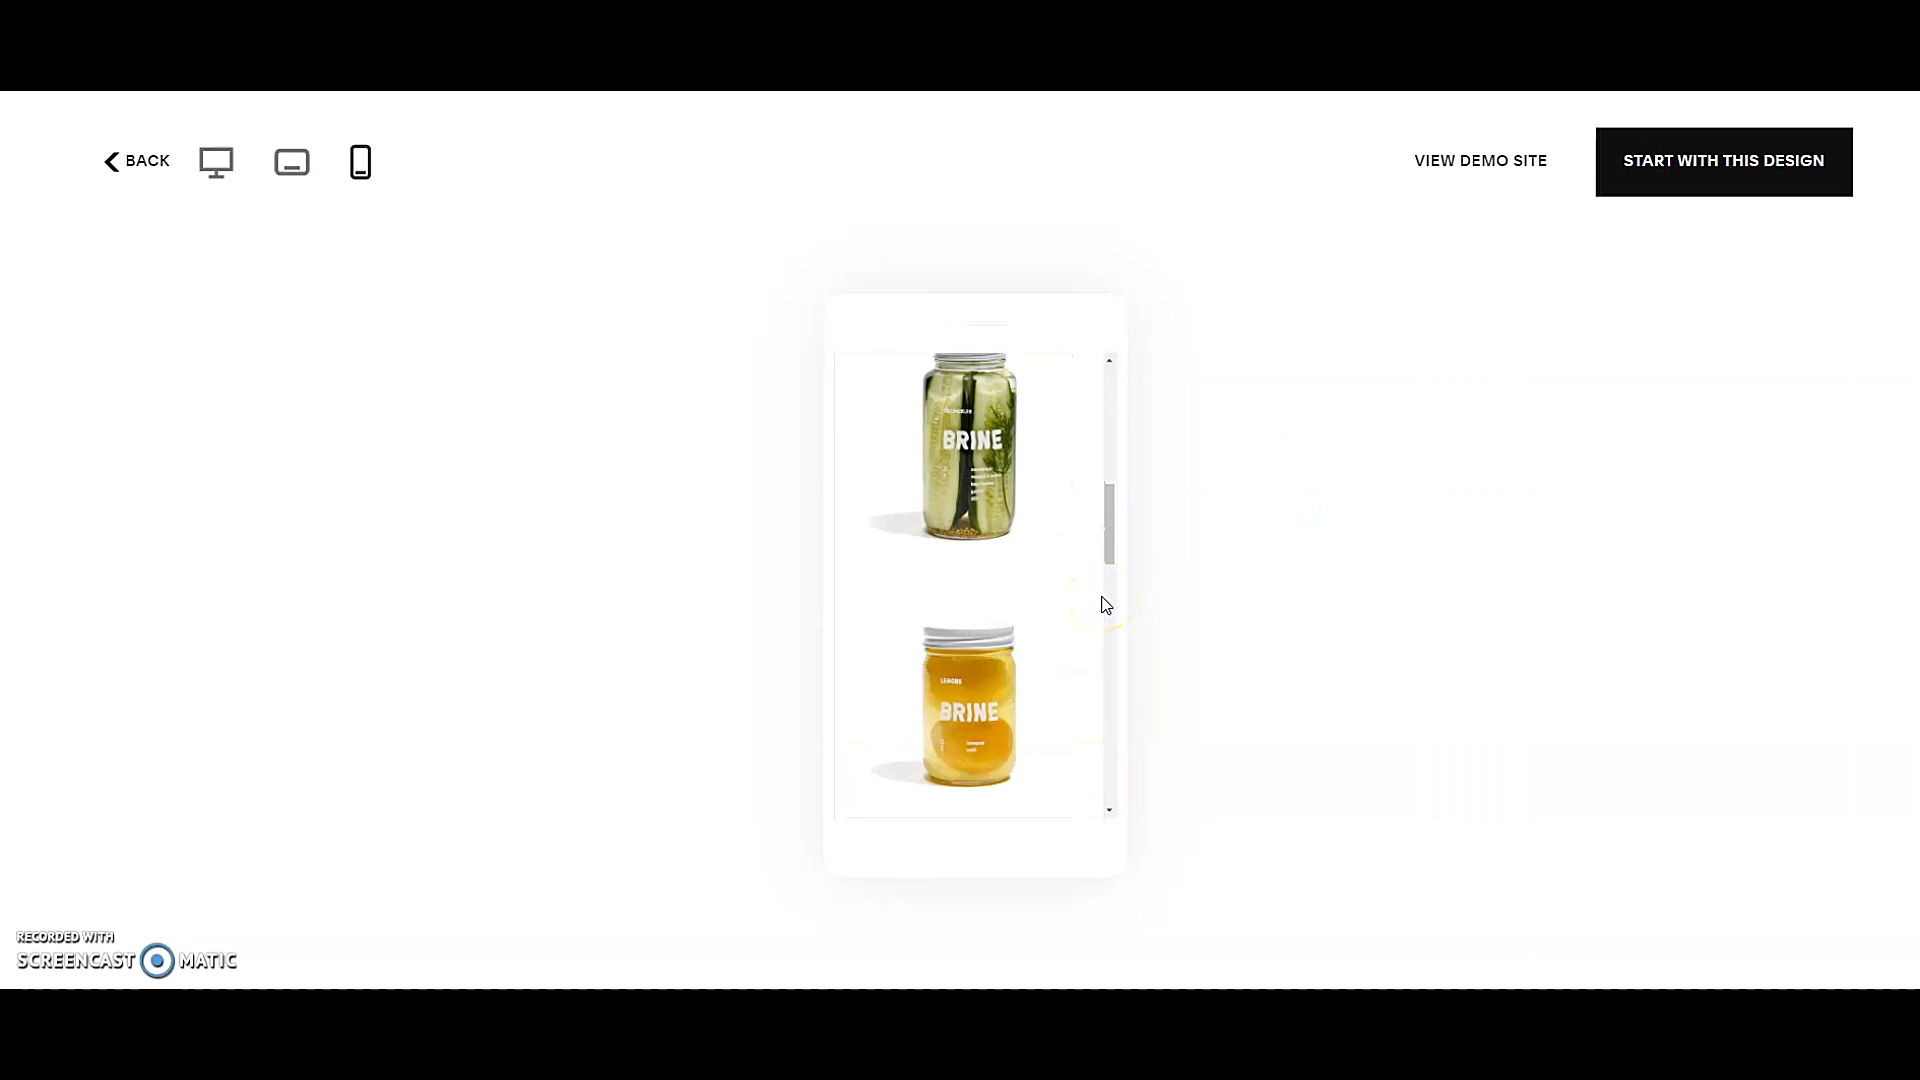 BACK
VIEW DEMO SITE
START WITH THIS DESIGN
BRINE
LEMONS
BRINE
RECORDED WITH
SCREENCAST MATIC